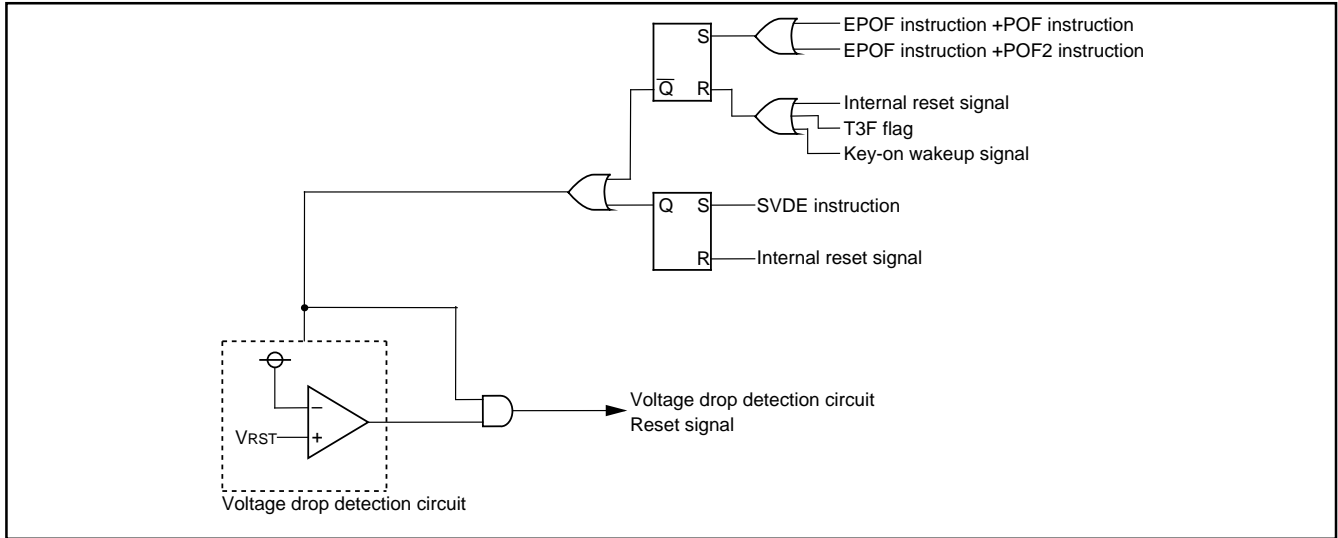 S
EPOF instruction +POF instruction
EPOF instruction +POF2 instruction
Q̅ R
Internal reset signal
T3F flag
Key-on wakeup signal
Q S
SVDE instruction
R
Internal reset signal
−
VRST
+
Voltage drop detection circuit
Reset signal
Voltage drop detection circuit